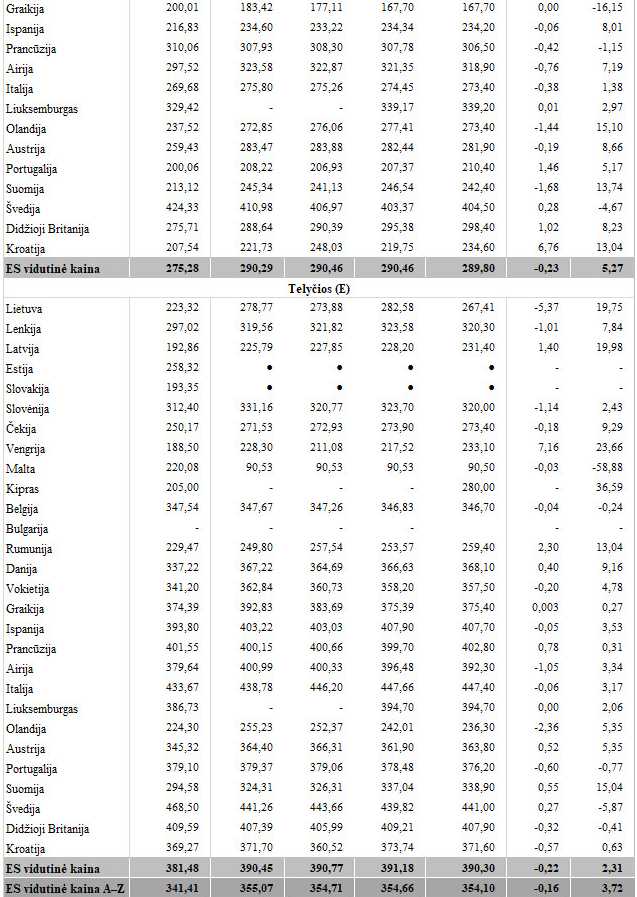 Graikija 200,01 183,42 177,11 167,70 167,70 0,00 -16,15
Ispanija 216,83 234,60 233,22 234,34 234,20 -0,06 8,01
Prancūzija 310,06 307,93 308,30 307,78 306,50 -0,42 -1,15
Airija 297,52 323,58 322,87 321,35 318,90 -0,76 7,19
Italija 269,68 275,80 275,26 274,45 273,40 -0,38 1,38
Liuksemburgas 329,42 - - 339,17 339,20 0,01 2,97
Olandija 237,52 272,85 276,06 277,41 273,40 -1,44 15,10
Austrija 259,43 283,47 283,88 282,44 281,90 -0,19 8,66
Portugalija 200,06 208,22 206,93 207,37 210,40 1,46 5,17
Suomija 213,12 245,34 241,13 246,54 242,40 -1,68 13,74
Švedija 424,33 410,98 406,97 403,37 404,50 0,28 -4,67
Didžioji Britanija 275,71 288,64 290,39 295,38 298,40 1,02 8,23
Kroatija 207,54 221,73 248,03 219,75 234,60 6,76 13,04
ES vidutinė kaina 275,28 290,29 290,46 290,46 289,80 -0,23 5,27
Telyčios (E)
Lietuva 223,32 278,77 273,88 282,58 267,41 -5,37 19,75
Lenkija 297,02 319,56 321,82 323,58 320,30 -1,01 7,84
Latvija 192,86 225,79 227,85 228,20 231,40 1,40 19,98
Estija 258,32 ● ● ● ● - -
Slovakija 193,35 ● ● ● ● - -
Slovėnija 312,40 331,16 320,77 323,70 320,00 -1,14 2,43
Čekija 250,17 271,53 272,93 273,90 273,40 -0,18 9,29
Vengrija 188,50 228,30 211,08 217,52 233,10 7,16 23,66
Malta 220,08 90,53 90,53 90,53 90,50 -0,03 -58,88
Kipras 205,00 - - - 280,00 - 36,59
Belgija 347,54 347,67 347,26 346,83 346,70 -0,04 -0,24
Bulgarija - - - - - - -
Rumunija 229,47 249,80 257,54 253,57 259,40 2,30 13,04
Danija 337,22 367,22 364,69 366,63 368,10 0,40 9,16
Vokietija 341,20 362,84 360,73 358,20 357,50 -0,20 4,78
Graikija 374,39 392,83 383,69 375,39 375,40 0,003 0,27
Ispanija 393,80 403,22 403,03 407,90 407,70 -0,05 3,53
Prancūzija 401,55 400,15 400,66 399,70 402,80 0,78 0,31
Airija 379,64 400,99 400,33 396,48 392,30 -1,05 3,34
Italija 433,67 438,78 446,20 447,66 447,40 -0,06 3,17
Liuksemburgas 386,73 - - 394,70 394,70 0,00 2,06
Olandija 224,30 255,23 252,37 242,01 236,30 -2,36 5,35
Austrija 345,32 364,40 366,31 361,90 363,80 0,52 5,35
Portugalija 379,10 379,37 379,06 378,48 376,20 -0,60 -0,77
Suomija 294,58 324,31 326,31 337,04 338,90 0,55 15,04
Švedija 468,50 441,26 443,66 439,82 441,00 0,27 -5,87
Didžioji Britanija 409,59 407,39 405,99 409,21 407,90 -0,32 -0,41
Kroatija 369,27 371,70 360,52 373,74 371,60 -0,57 0,63
ES vidutinė kaina 381,48 390,45 390,77 391,18 390,30 -0,22 2,31
ES vidutinė kaina A–Z 341,41 355,07 354,71 354,66 354,10 -0,16 3,72